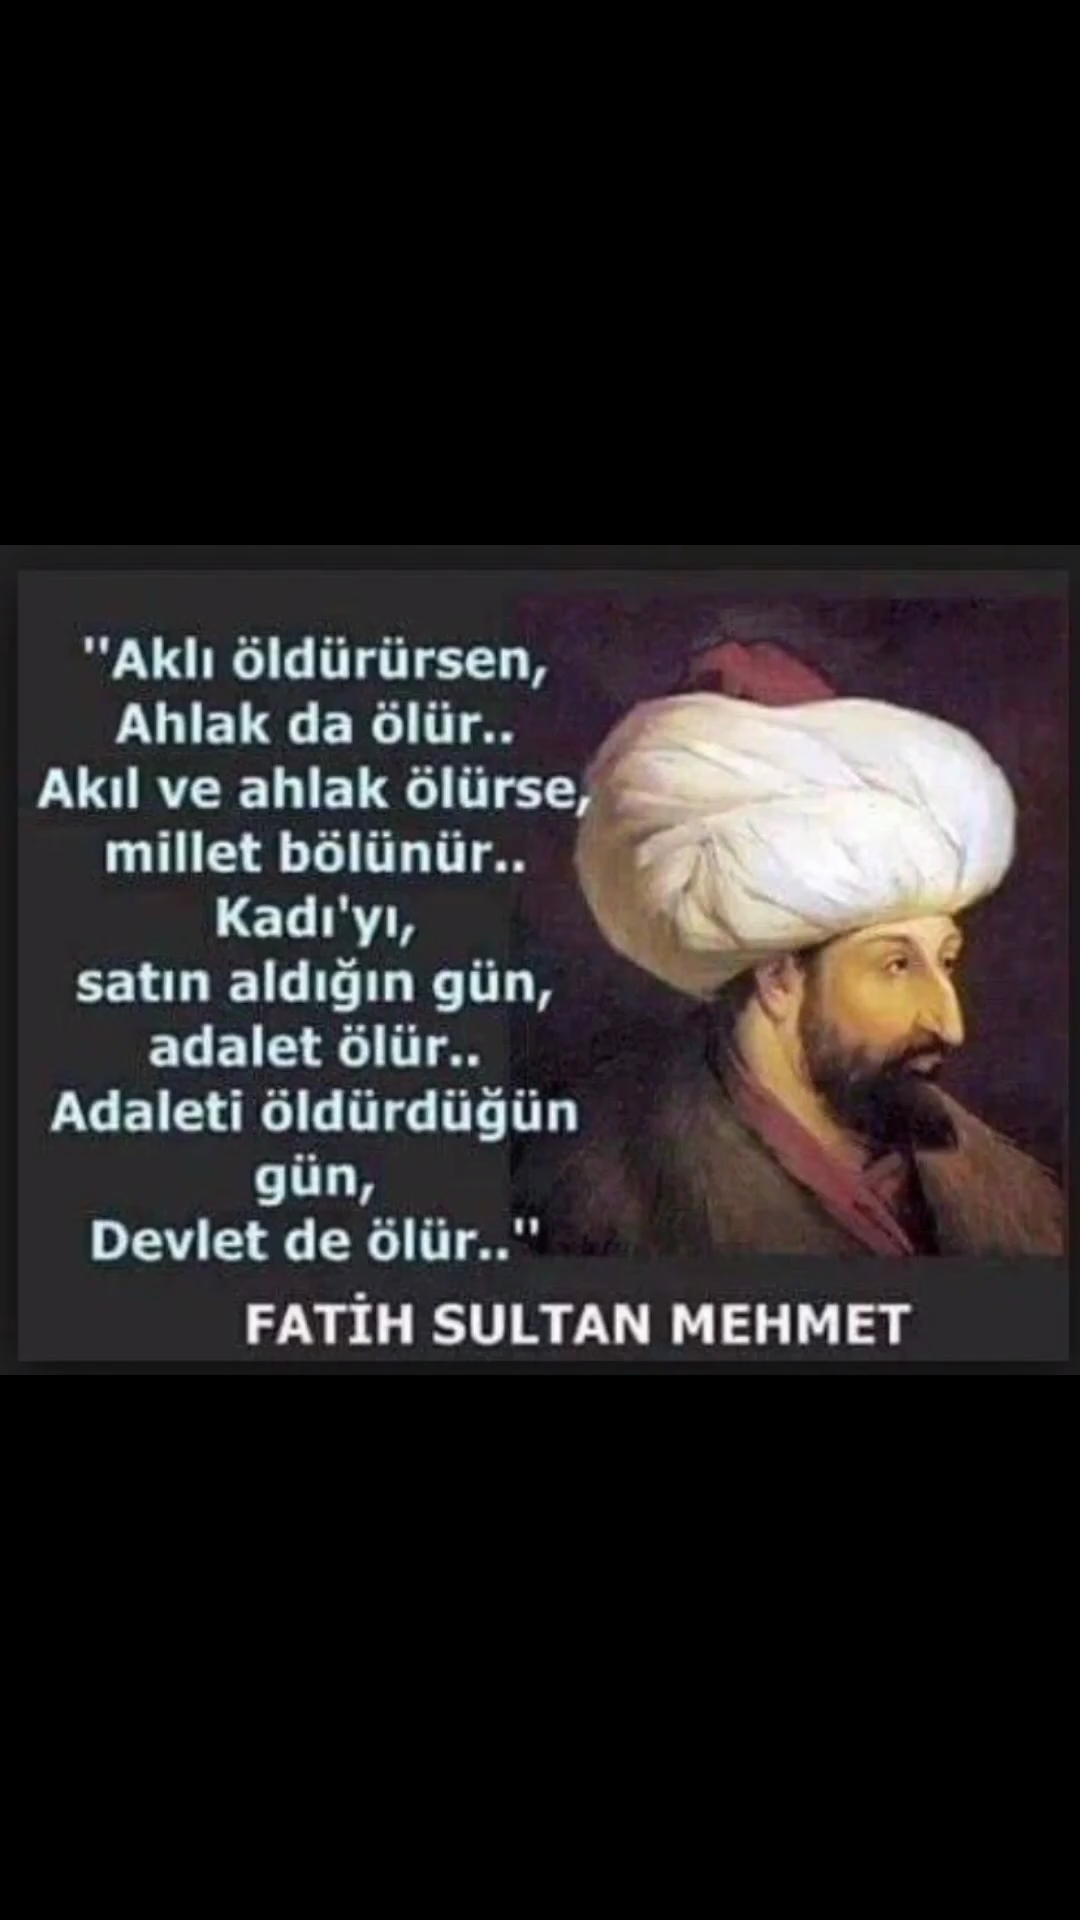 "Aklı öldürürsen,
Ahlak da ölür..
Akıl ve ahlak ölürse,
millet bölünür..
Kadı'yı,
satın aldığın gün,
adalet ölür..
Adaleti öldürdüğün
gün,
Devlet de ölür.."
FATİH SULTAN MEHMET